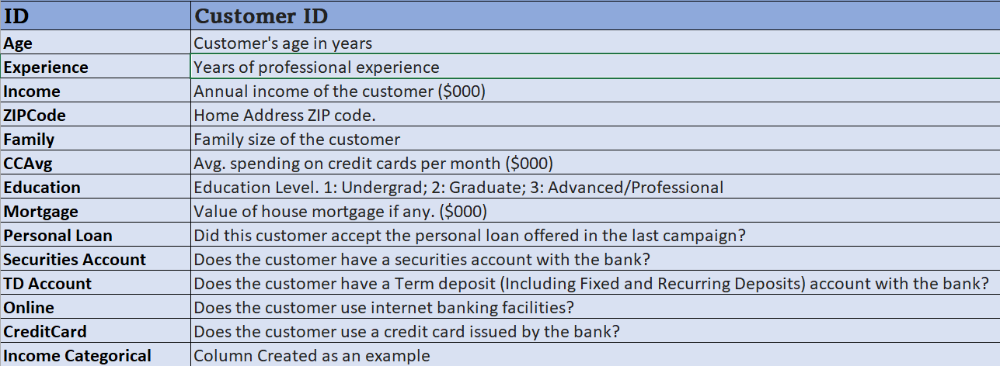 ID Customer ID
Age Customer's age in years
Experience Years of professional experience
Income Annual income of the customer ($000)
ZIPCode Home Address ZIP code.
Family Family size of the customer
CCAvg Avg. spending on credit cards per month ($000)
Education Education Level. 1: Undergrad; 2: Graduate; 3: Advanced/Professional
Mortgage Value of house mortgage if any. ($000)
Personal Loan Did this customer accept the personal loan offered in the last campaign?
Securities Account Does the customer have a securities account with the bank?
TD Account Does the customer have a Term deposit (Including Fixed and Recurring Deposits) account with the bank?
Online Does the customer use internet banking facilities?
CreditCard Does the customer use a credit card issued by the bank?
Income Categorical Column Created as an example